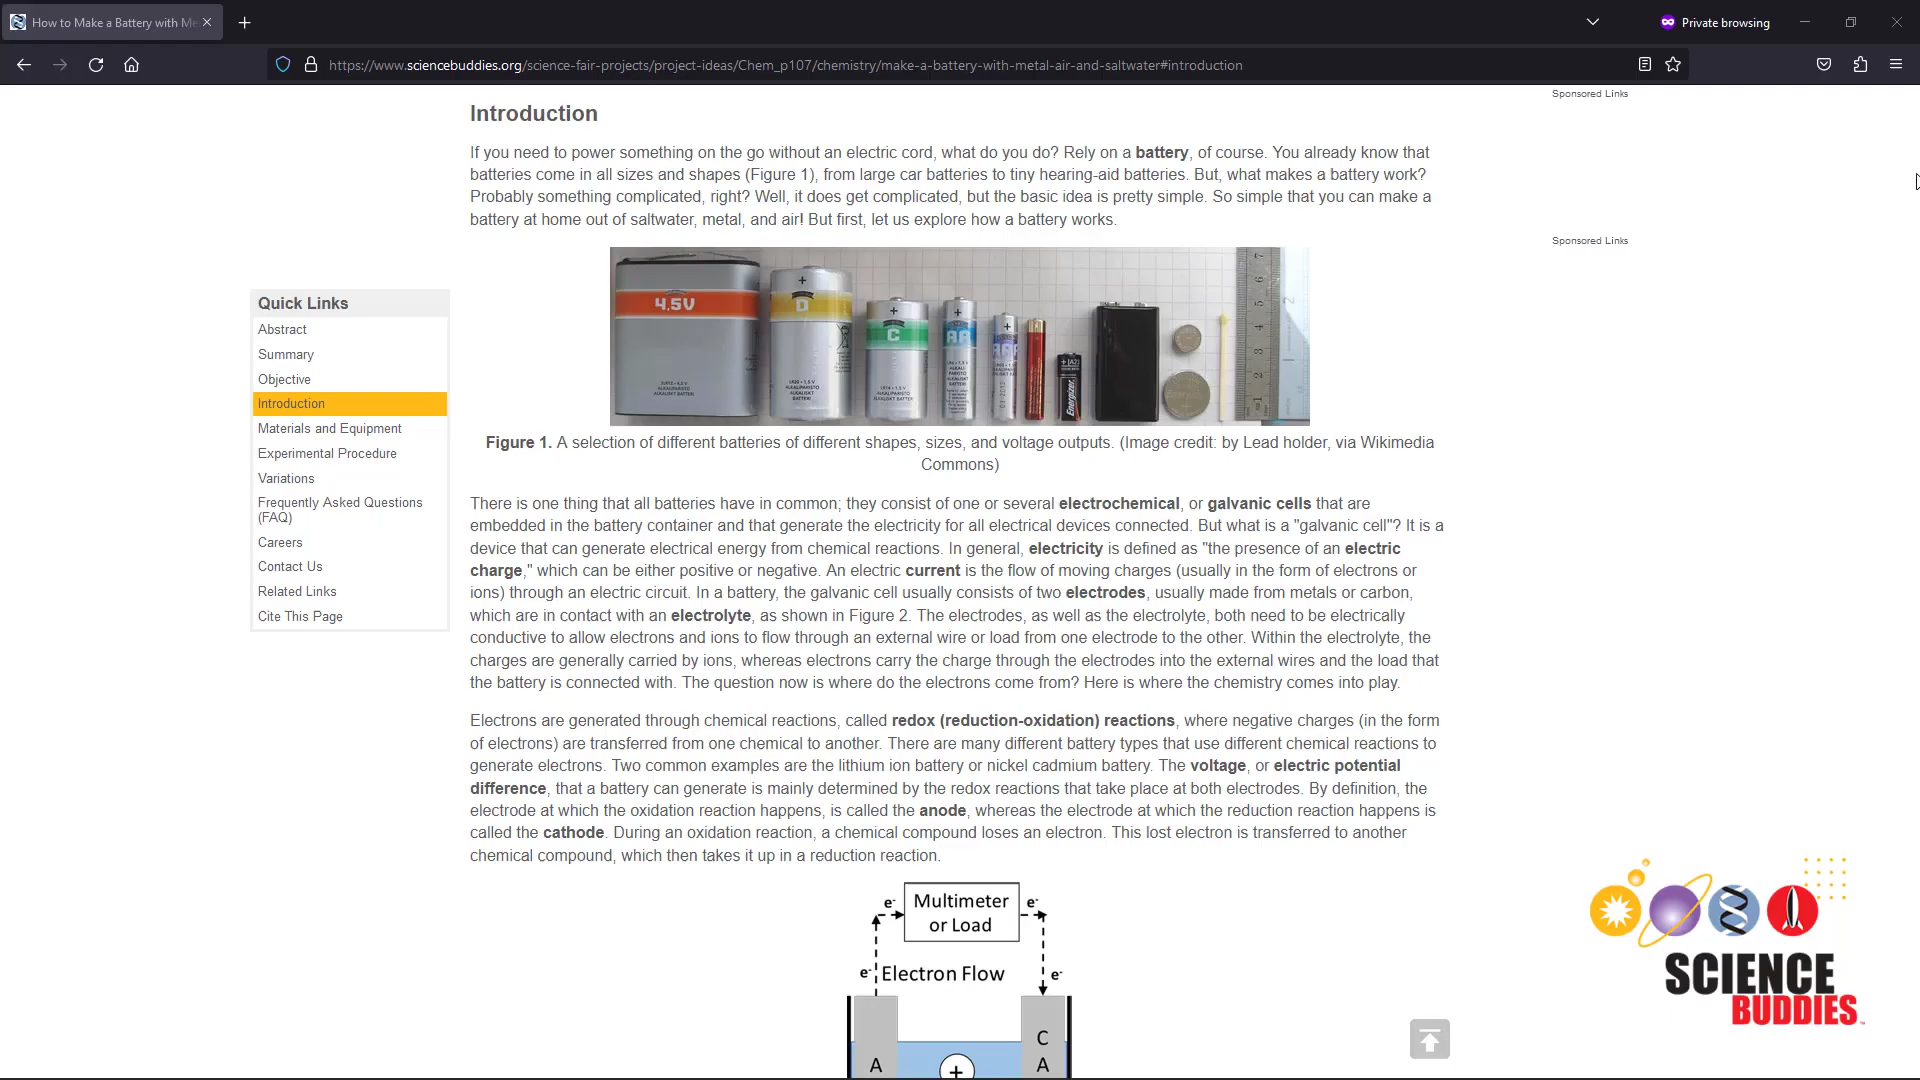 How to Make a Battery with Me
Private browsing
https://www.sciencebuddies.org/science-fair-projects/project-ideas/Chem_p107/chemistry/make-a-battery-with-metal-air-and-saltwater#introduction
Sponsored Links
Introduction
If you need to power something on the go without an electric cord, what do you do? Rely on a battery, of course. You already know that
batteries come in all sizes and shapes (Figure 1), from large car batteries to tiny hearing-aid batteries. But, what makes a battery work?
Probably something complicated, right? Well, it does get complicated, but the basic idea is pretty simple. So simple that you can make a
battery at home out of saltwater, metal, and air! But first, let us explore how a battery works.
Sponsored Links
Quick Links
Abstract
Summary
Objective
Introduction
Materials and Equipment
Experimental Procedure
Variations
Frequently Asked Questions
(FAQ)
Careers
Contact Us
Related Links
Cite This Page
4.5V
D
C
AA
AAA
Energizer
Figure 1. A selection of different batteries of different shapes, sizes, and voltage outputs. (Image credit: by Lead holder, via Wikimedia
Commons)
There is one thing that all batteries have in common; they consist of one or several electrochemical, or galvanic cells that are
embedded in the battery container and that generate the electricity for all electrical devices connected. But what is a "galvanic cell"? It is a
device that can generate electrical energy from chemical reactions. In general, electricity is defined as "the presence of an electric
charge," which can be either positive or negative. An electric current is the flow of moving charges (usually in the form of electrons or
ions) through an electric circuit. In a battery, the galvanic cell usually consists of two electrodes, usually made from metals or carbon,
which are in contact with an electrolyte, as shown in Figure 2. The electrodes, as well as the electrolyte, both need to be electrically
conductive to allow electrons and ions to flow through an external wire or load from one electrode to the other. Within the electrolyte, the
charges are generally carried by ions, whereas electrons carry the charge through the electrodes into the external wires and the load that
the battery is connected with. The question now is where do the electrons come from? Here is where the chemistry comes into play.
Electrons are generated through chemical reactions, called redox (reduction-oxidation) reactions, where negative charges (in the form
of electrons) are transferred from one chemical to another. There are many different battery types that use different chemical reactions to
generate electrons. Two common examples are the lithium ion battery or nickel cadmium battery. The voltage, or electric potential
difference, that a battery can generate is mainly determined by the redox reactions that take place at both electrodes. By definition, the
electrode at which the oxidation reaction happens, is called the anode, whereas the electrode at which the reduction reaction happens is
called the cathode. During an oxidation reaction, a chemical compound loses an electron. This lost electron is transferred to another
chemical compound, which then takes it up in a reduction reaction.
e- Multimeter e-
or Load
e- Electron Flow e-
C
A + A
SCIENCE
BUDDIES